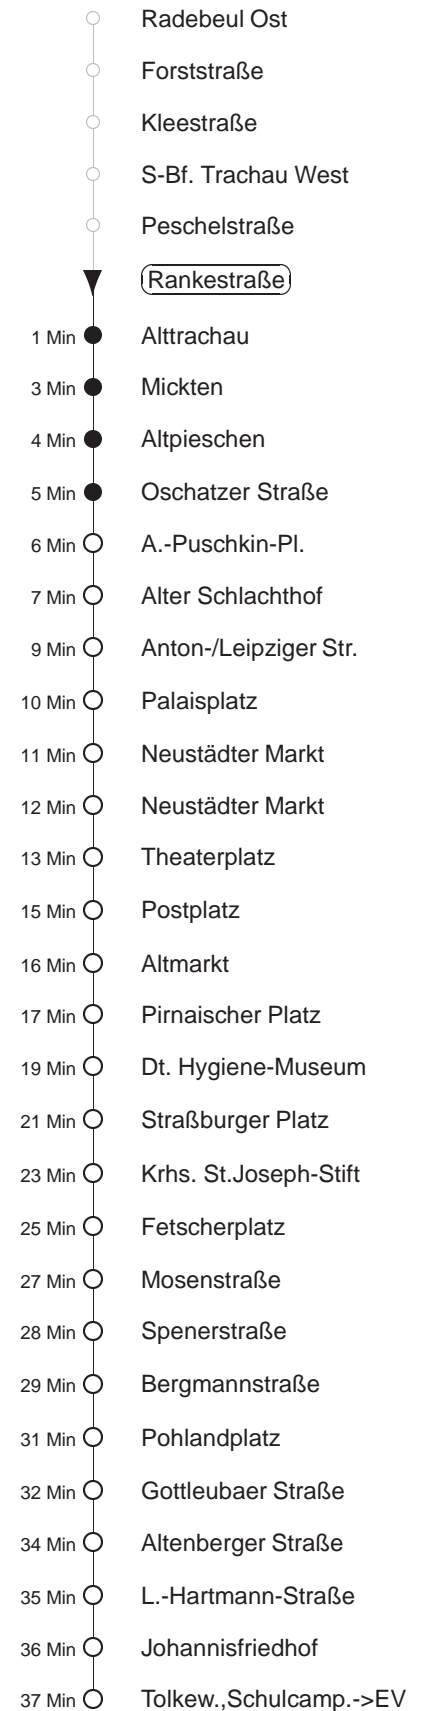 Radebeul Ost
Forststraße
Kleestraße
S-Bf. Trachau West
Peschelstraße
Rankestraße
1 Min Alttrachau
3 Min Mickten
4 Min Altpieschen
5 Min Oschatzer Straße
6 Min A.-Puschkin-Pl.
7 Min Alter Schlachthof
9 Min Anton-/Leipziger Str.
10 Min Palaisplatz
11 Min Neustädter Markt
12 Min Neustädter Markt
13 Min Theaterplatz
15 Min Postplatz
16 Min Altmarkt
17 Min Pirnaischer Platz
19 Min Dt. Hygiene-Museum
21 Min Straßburger Platz
23 Min Krhs. St.Joseph-Stift
25 Min Fetscherplatz
27 Min Mosenstraße
28 Min Spenerstraße
29 Min Bergmannstraße
31 Min Pohlandplatz
32 Min Gottleubaer Straße
34 Min Altenberger Straße
35 Min L.-Hartmann-Straße
36 Min Johannisfriedhof
37 Min Tolkew.,Schulcamp.->EV